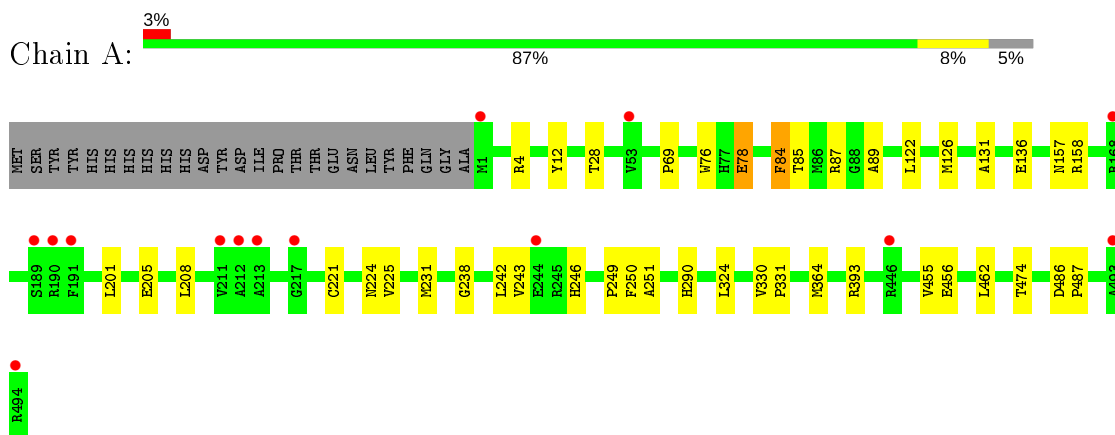 3%
Chain A:
87%
8%
5%
MET SER TYR TYR HIS HIS HIS HIS HIS HIS ASP TYR ASP ILE PRO THR THR GLU ASN LEU TYR PHE GLN GLY ALA M1 R4 Y12 T28 V53 P69 W76 H77 E78 F84 T85 M86 R87 G88 A89 L122 M126 A131 E136 N157 R158 R168
S189 R190 F191 L201 E205 L208 V211 A212 A213 G217 C221 N224 V225 M231 G238 L242 V243 E244 R245 H246 P249 F250 A251 H290 L324 V330 P331 M364 R393 R446 V455 E456 L462 T474 D486 P487 A493
R494